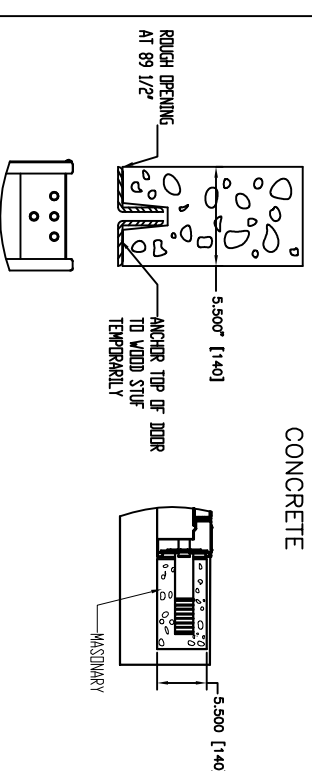 CONCRETE
5.500" [140]
ROUGH OPENING
AT 89 1/2"
ANCHOR TOP OF DOOR
TO WOOD STUF
TEMPORARILY
5.500 [140]
MASONARY